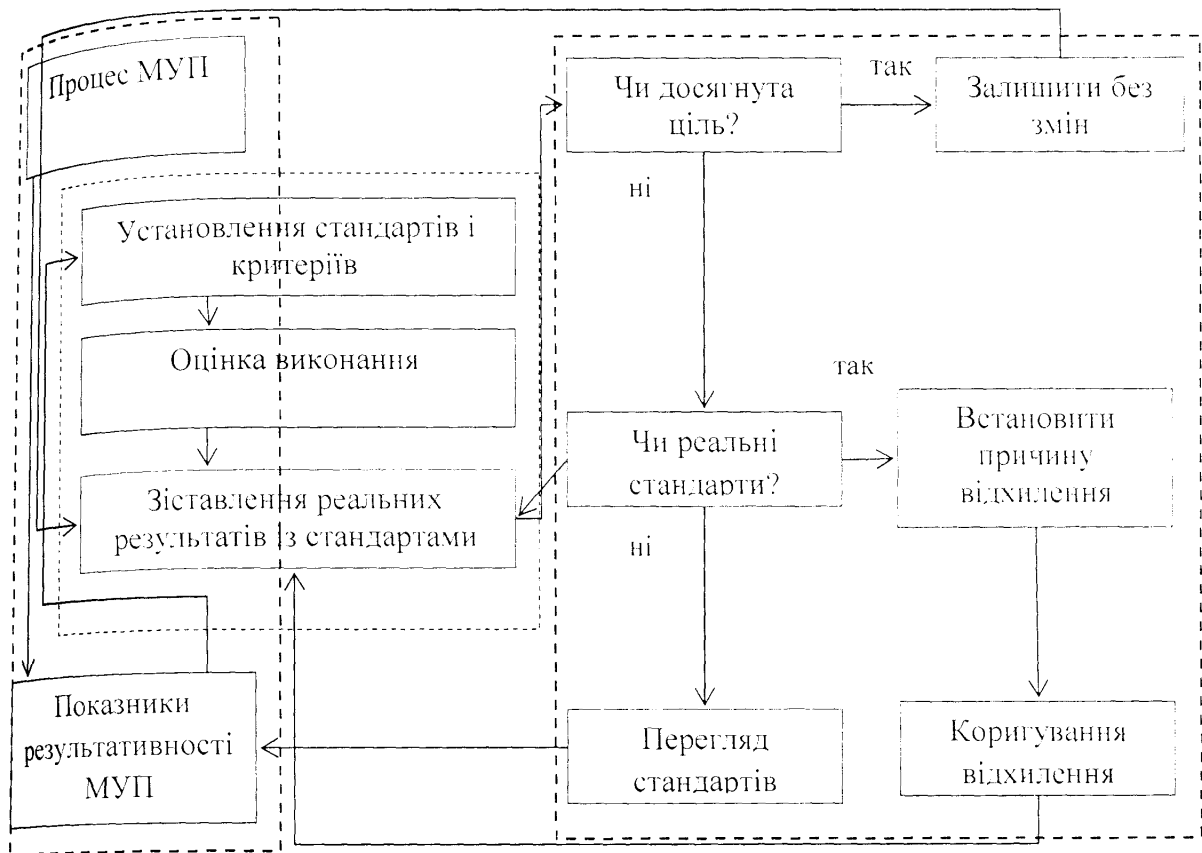 Процес МУП
Установлення стандартів і
критеріїв
Оцінка виконання
Зіставлення реальних
результатів із стандартами
Показники
результативності
МУП
Чи досягнута
ціль?
так
Залишити без
змін
ні
Чи реальні
стандарти?
так
Встановити
причину
відхилення
ні
Перегляд
стандартів
Коригування
відхилення